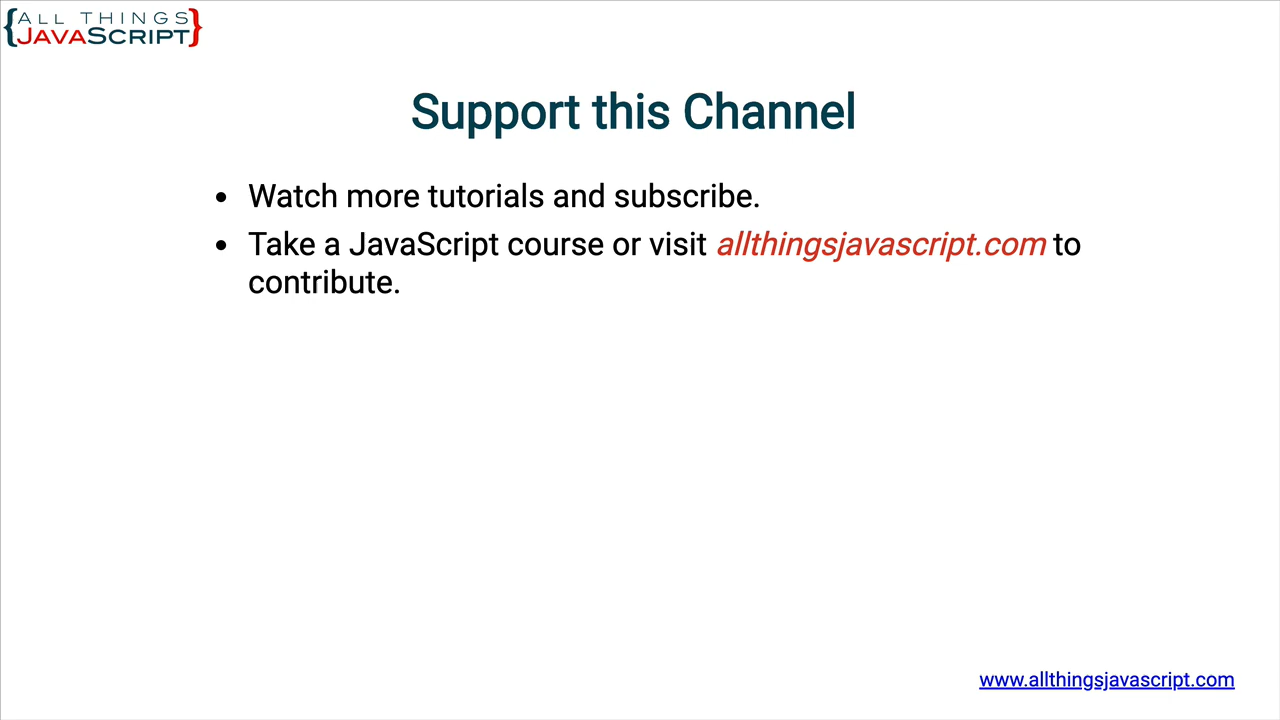 {ALL THINGS
JAVASCRIPT}
Support this Channel
• Watch more tutorials and subscribe.
• Take a JavaScript course or visit allthingsjavascript.com to
contribute.
www.allthingsjavascript.com